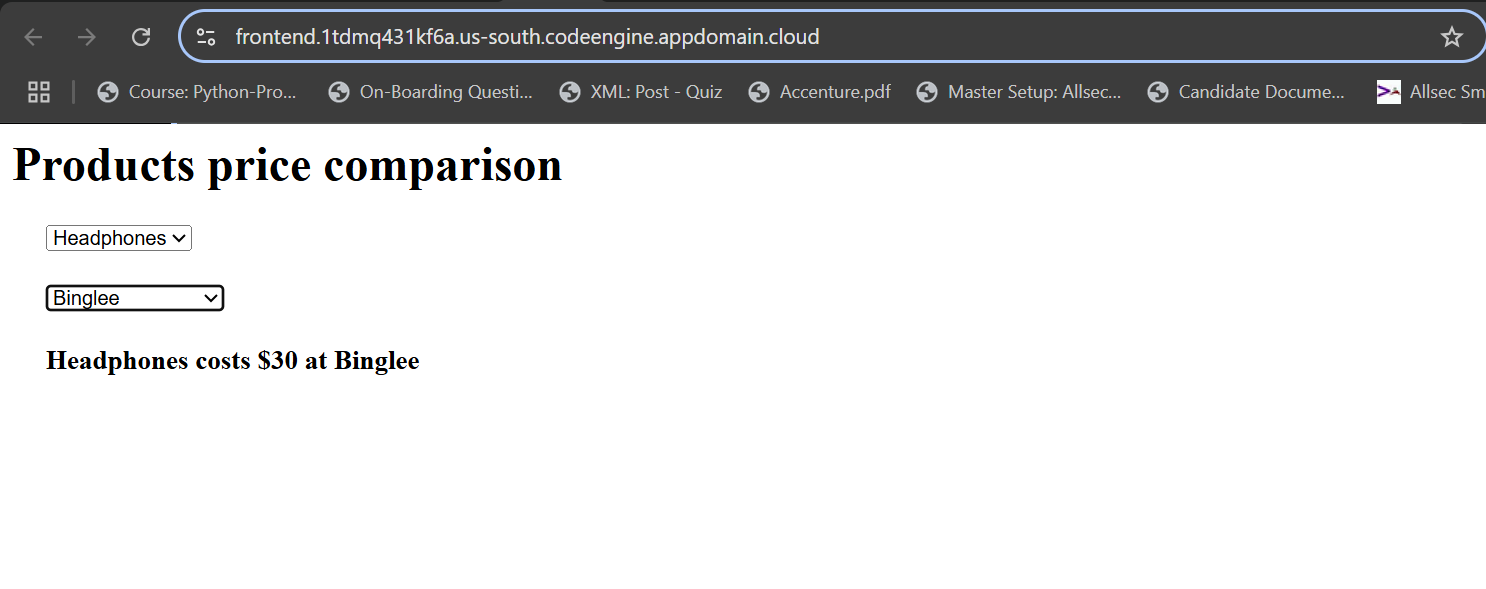 frontend.1tdmq431kf6a.us-south.codeengine.appdomain.cloud
Course: Python-Pro... On-Boarding Questi... XML: Post - Quiz Accenture.pdf Master Setup: Allsec... Candidate Docume... Allsec Sm
Products price comparison
Headphones
Binglee
Headphones costs $30 at Binglee